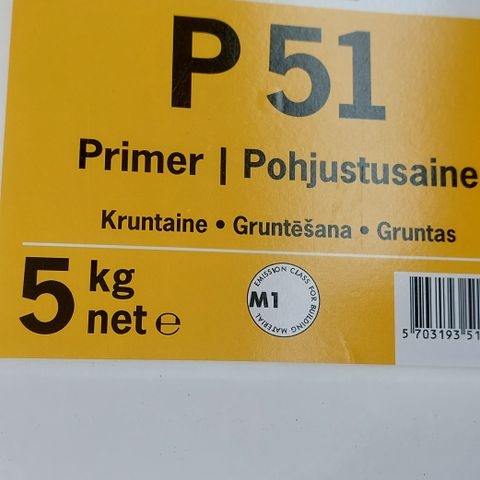 P 51
Primer | Pohjustusaine
Kruntaine • Gruntēšana • Gruntas
5 kg
net e
EMISSION CLASS FOR BUILDING MATERIAL
M1
5 703193 51